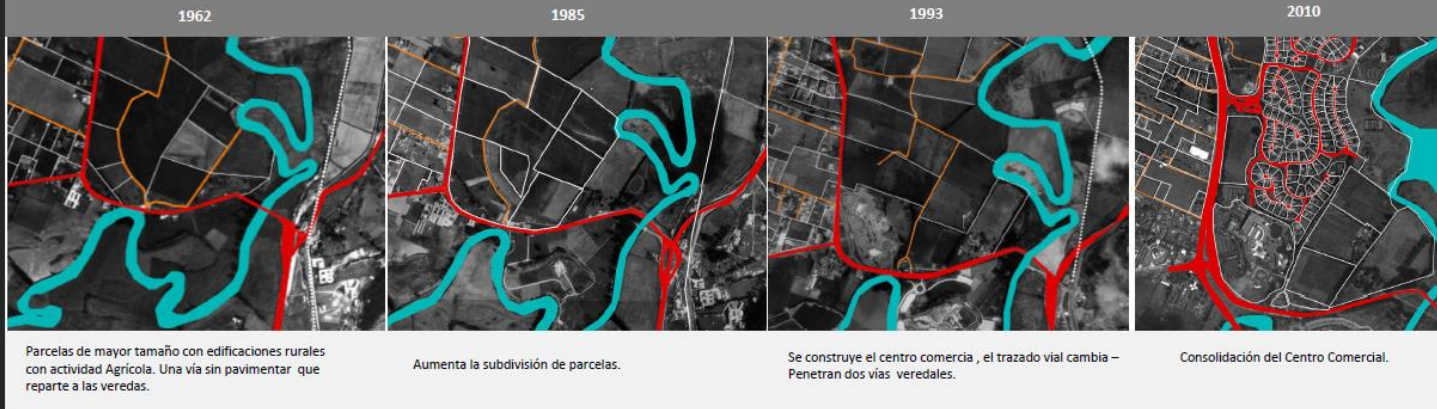 1962
1985
1993
2010
Parcelas de mayor tamaño con edificaciones rurales
con actividad Agrícola. Una vía sin pavimentar que
reparte a las veredas.
Aumenta la subdivisión de parcelas.
Se construye el centro comercia , el trazado vial cambia –
Penetran dos vías veredales.
Consolidación del Centro Comercial.